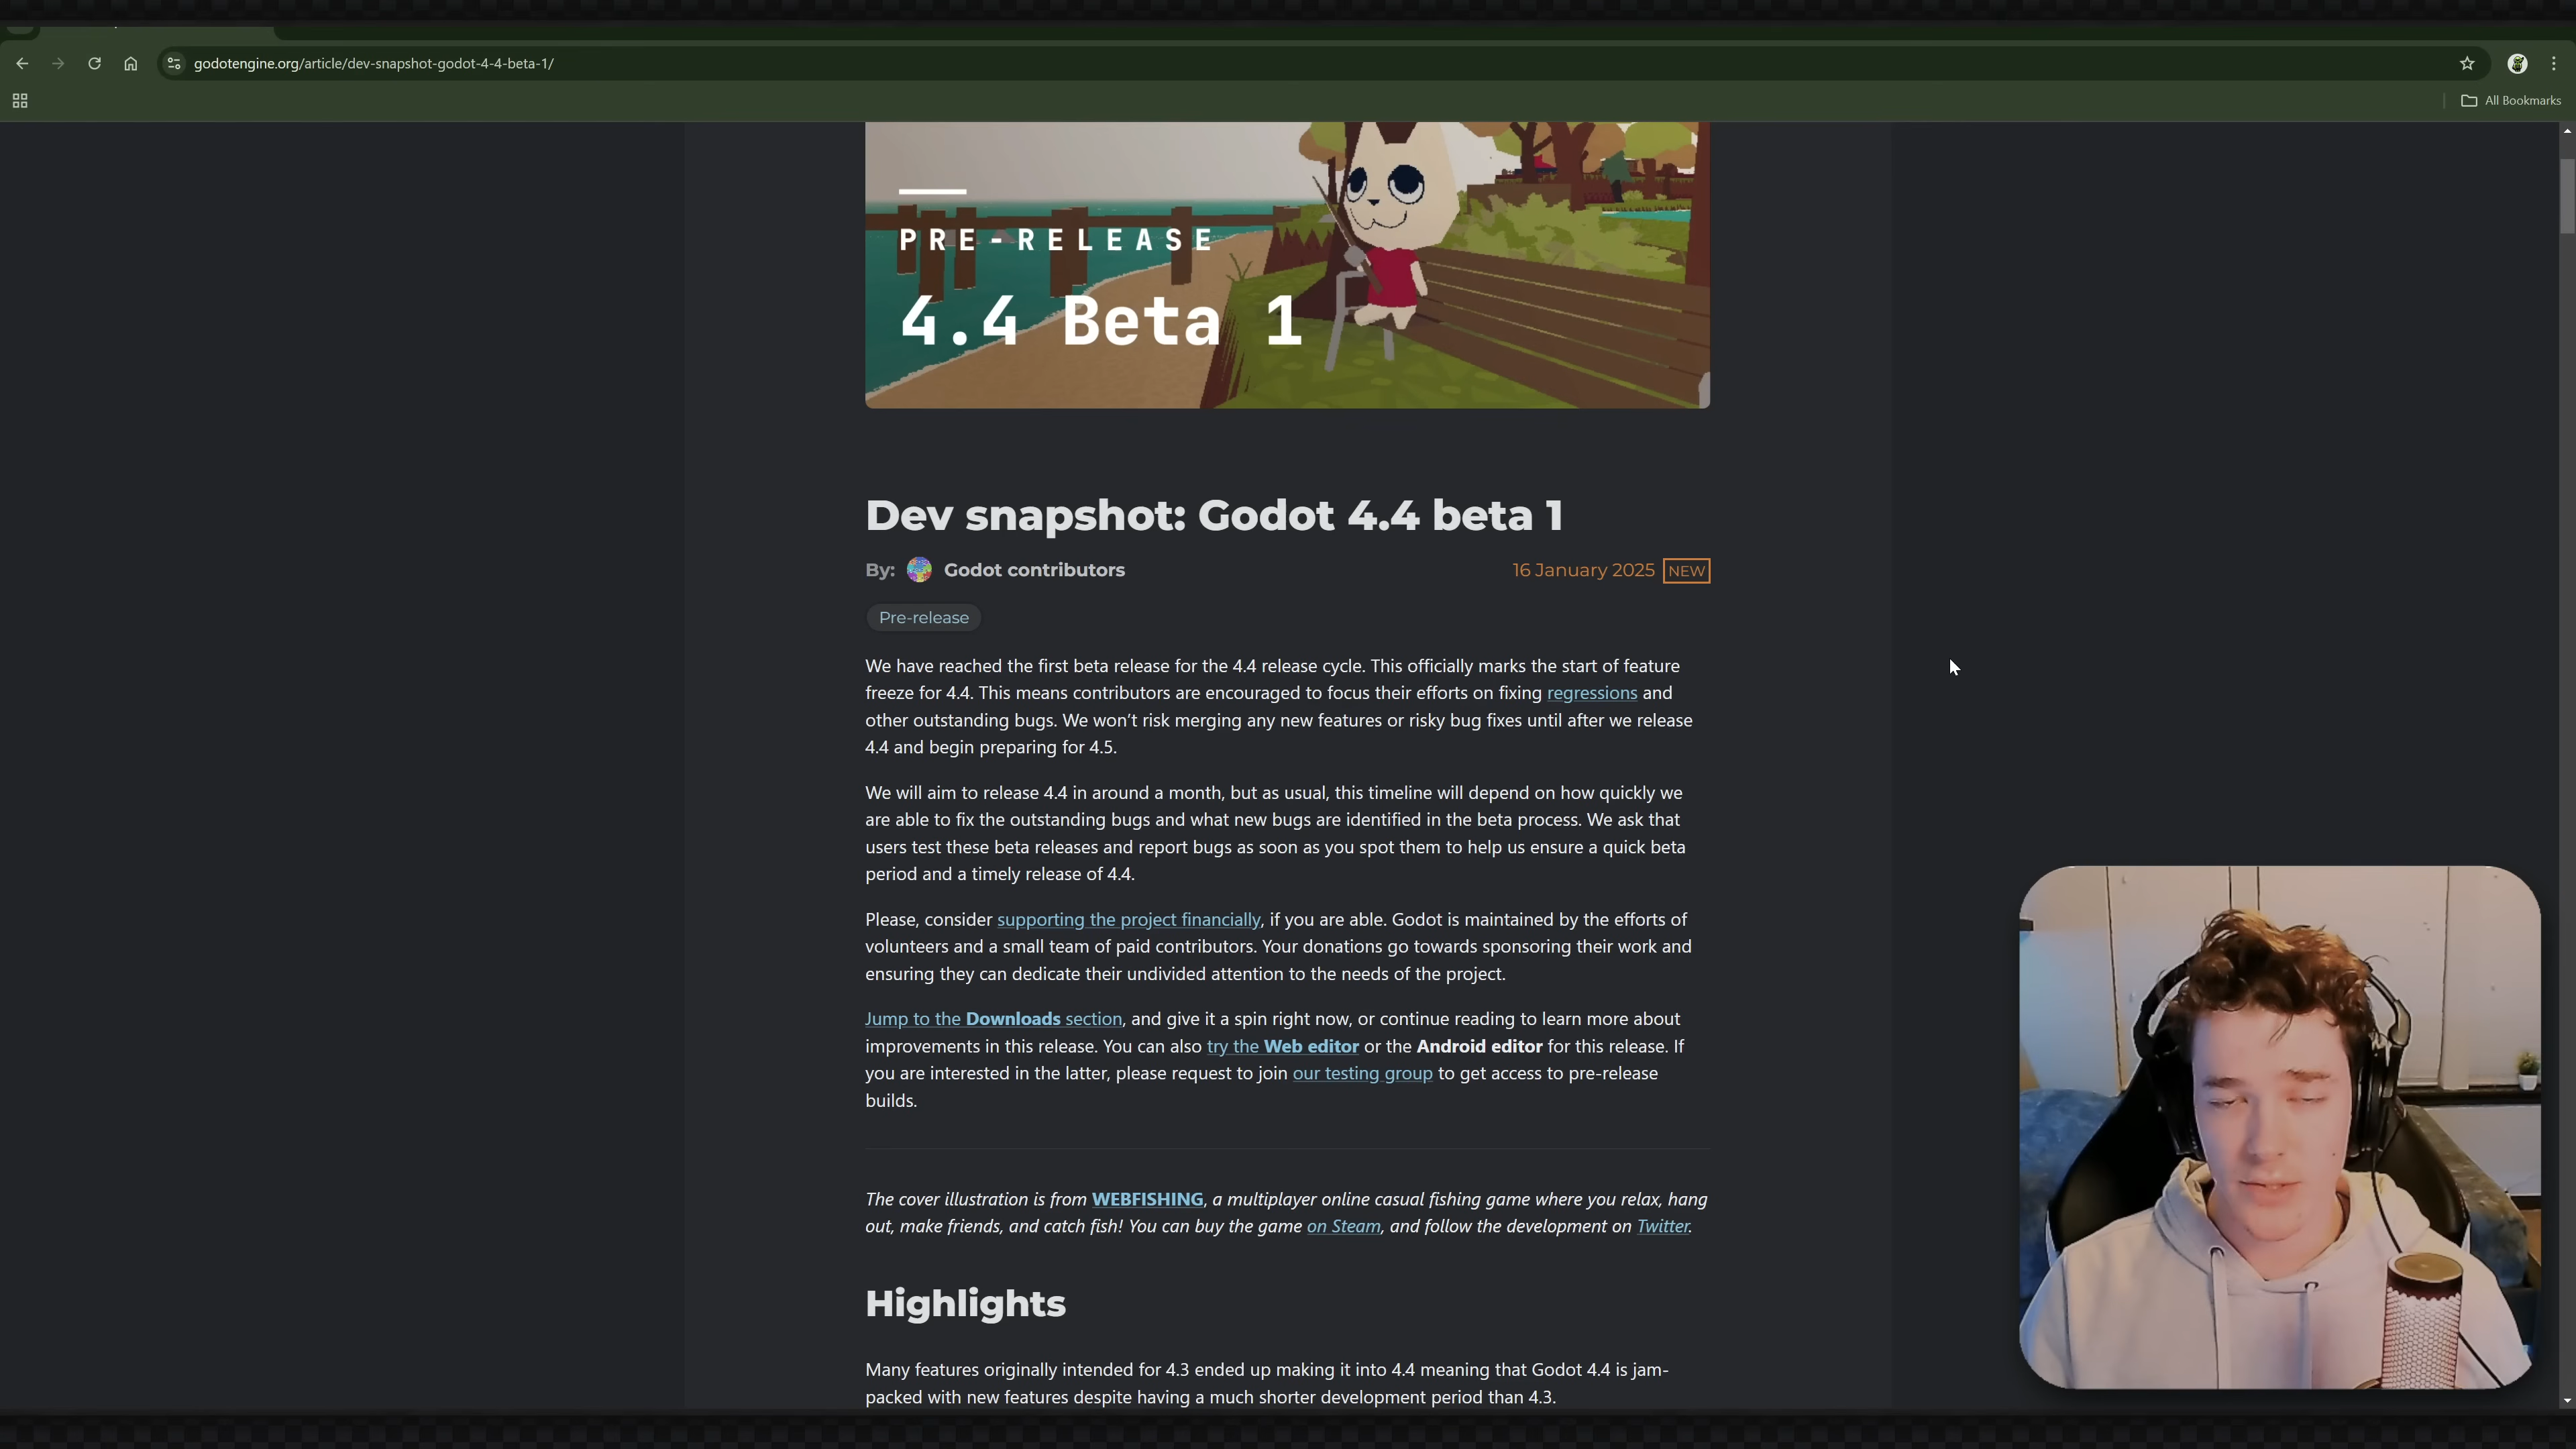 godotengine.org/article/dev-snapshot-godot-4-4-beta-1/
All Bookmarks
PRE-RELEASE
4.4 Beta 1
Dev snapshot: Godot 4.4 beta 1
By: Godot contributors
16 January 2025 NEW
Pre-release
We have reached the first beta release for the 4.4 release cycle. This officially marks the start of feature
freeze for 4.4. This means contributors are encouraged to focus their efforts on fixing regressions and
other outstanding bugs. We won’t risk merging any new features or risky bug fixes until after we release
4.4 and begin preparing for 4.5.
We will aim to release 4.4 in around a month, but as usual, this timeline will depend on how quickly we
are able to fix the outstanding bugs and what new bugs are identified in the beta process. We ask that
users test these beta releases and report bugs as soon as you spot them to help us ensure a quick beta
period and a timely release of 4.4.
Please, consider supporting the project financially, if you are able. Godot is maintained by the efforts of
volunteers and a small team of paid contributors. Your donations go towards sponsoring their work and
ensuring they can dedicate their undivided attention to the needs of the project.
Jump to the Downloads section, and give it a spin right now, or continue reading to learn more about
improvements in this release. You can also try the Web editor or the Android editor for this release. If
you are interested in the latter, please request to join our testing group to get access to pre-release
builds.
The cover illustration is from WEBFISHING, a multiplayer online casual fishing game where you relax, hang
out, make friends, and catch fish! You can buy the game on Steam, and follow the development on Twitter.
Highlights
Many features originally intended for 4.3 ended up making it into 4.4 meaning that Godot 4.4 is jam-
packed with new features despite having a much shorter development period than 4.3.